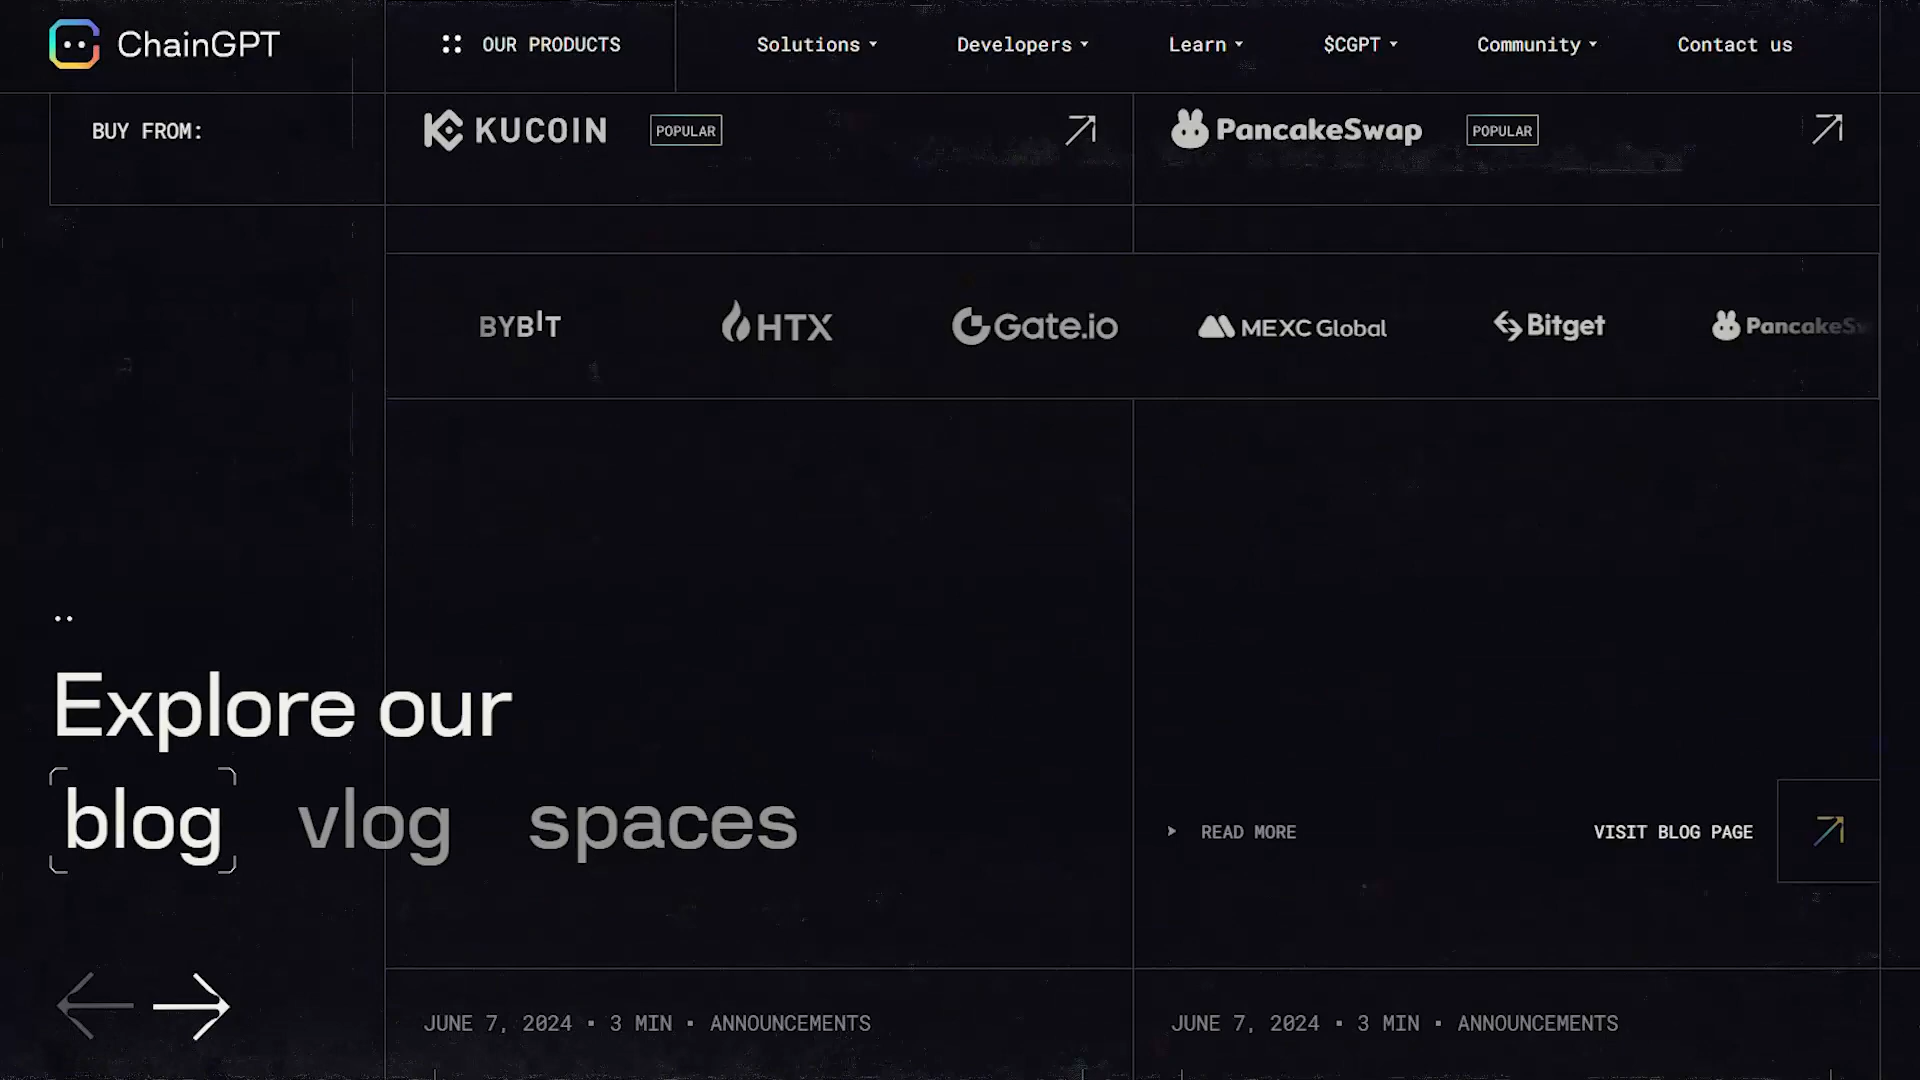 ChainGPT
OUR PRODUCTS
Solutions
Developers
Learn
$CGPT
Community
Contact us
BUY FROM:
KUCOIN
POPULAR
PancakeSwap
POPULAR
BYBIT
HTX
Gate.io
MEXC Global
Bitget
PancakeSw
Explore our
blog vlog spaces
READ MORE
VISIT BLOG PAGE
JUNE 7, 2024 ▪ 3 MIN ▪ ANNOUNCEMENTS
JUNE 7, 2024 ▪ 3 MIN ▪ ANNOUNCEMENTS